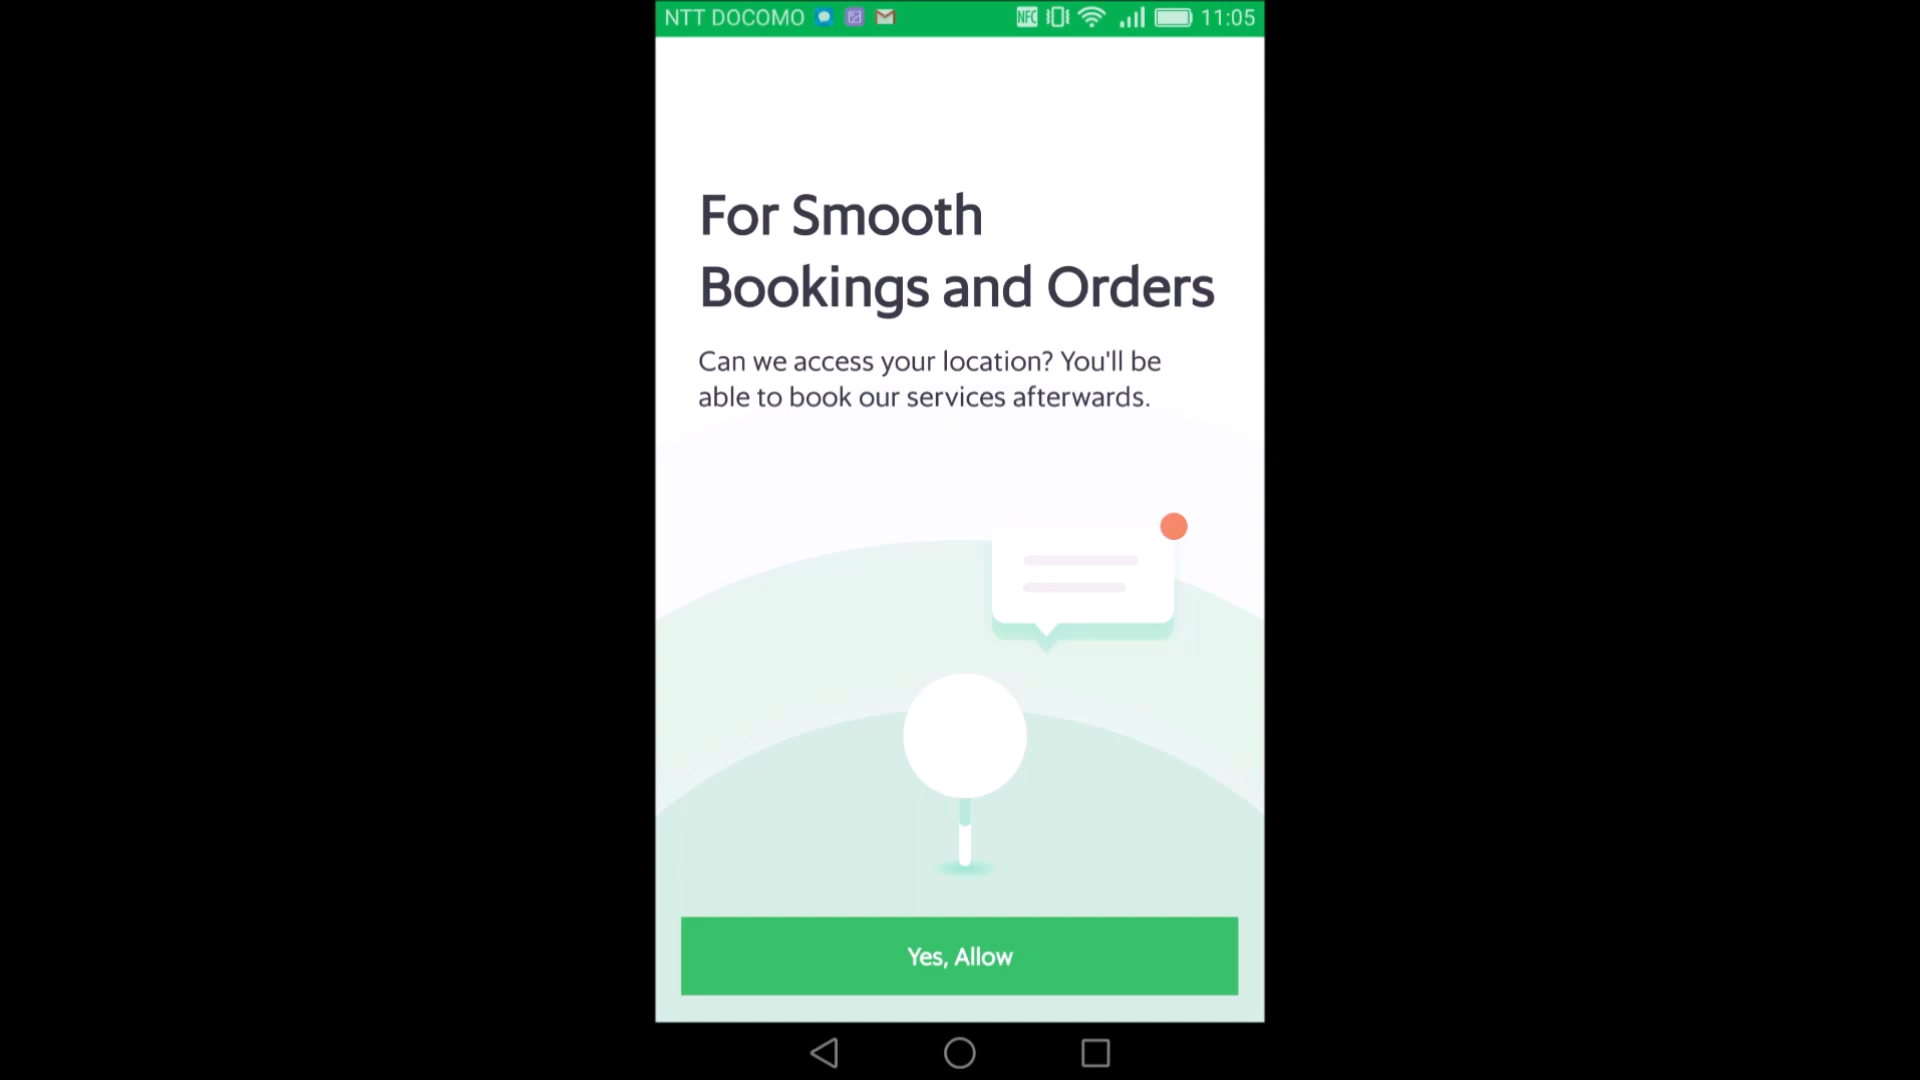 NTT DOCOMO
NFC
11:05
For Smooth
Bookings and Orders
Can we access your location? You'll be
able to book our services afterwards.
Yes, Allow